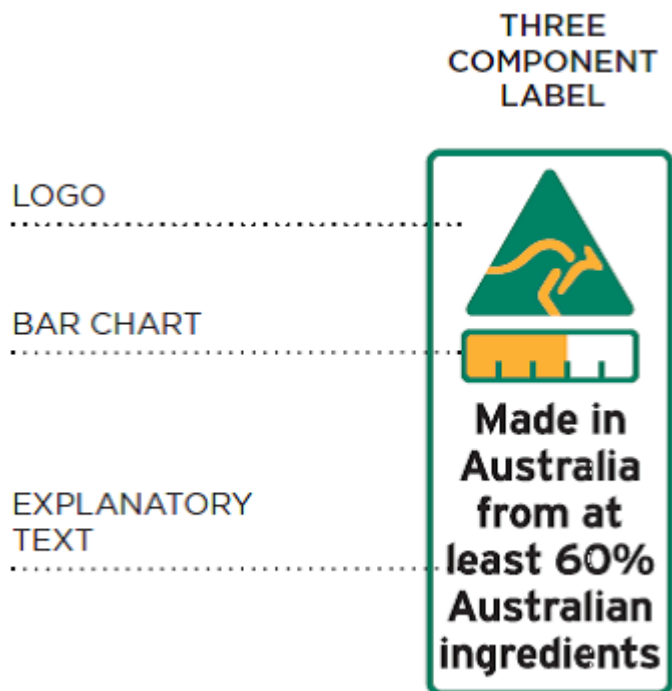 THREE
COMPONENT
LABEL
LOGO
BAR CHART
EXPLANATORY
TEXT
Made in
Australia
from at
least 60%
Australian
ingredients